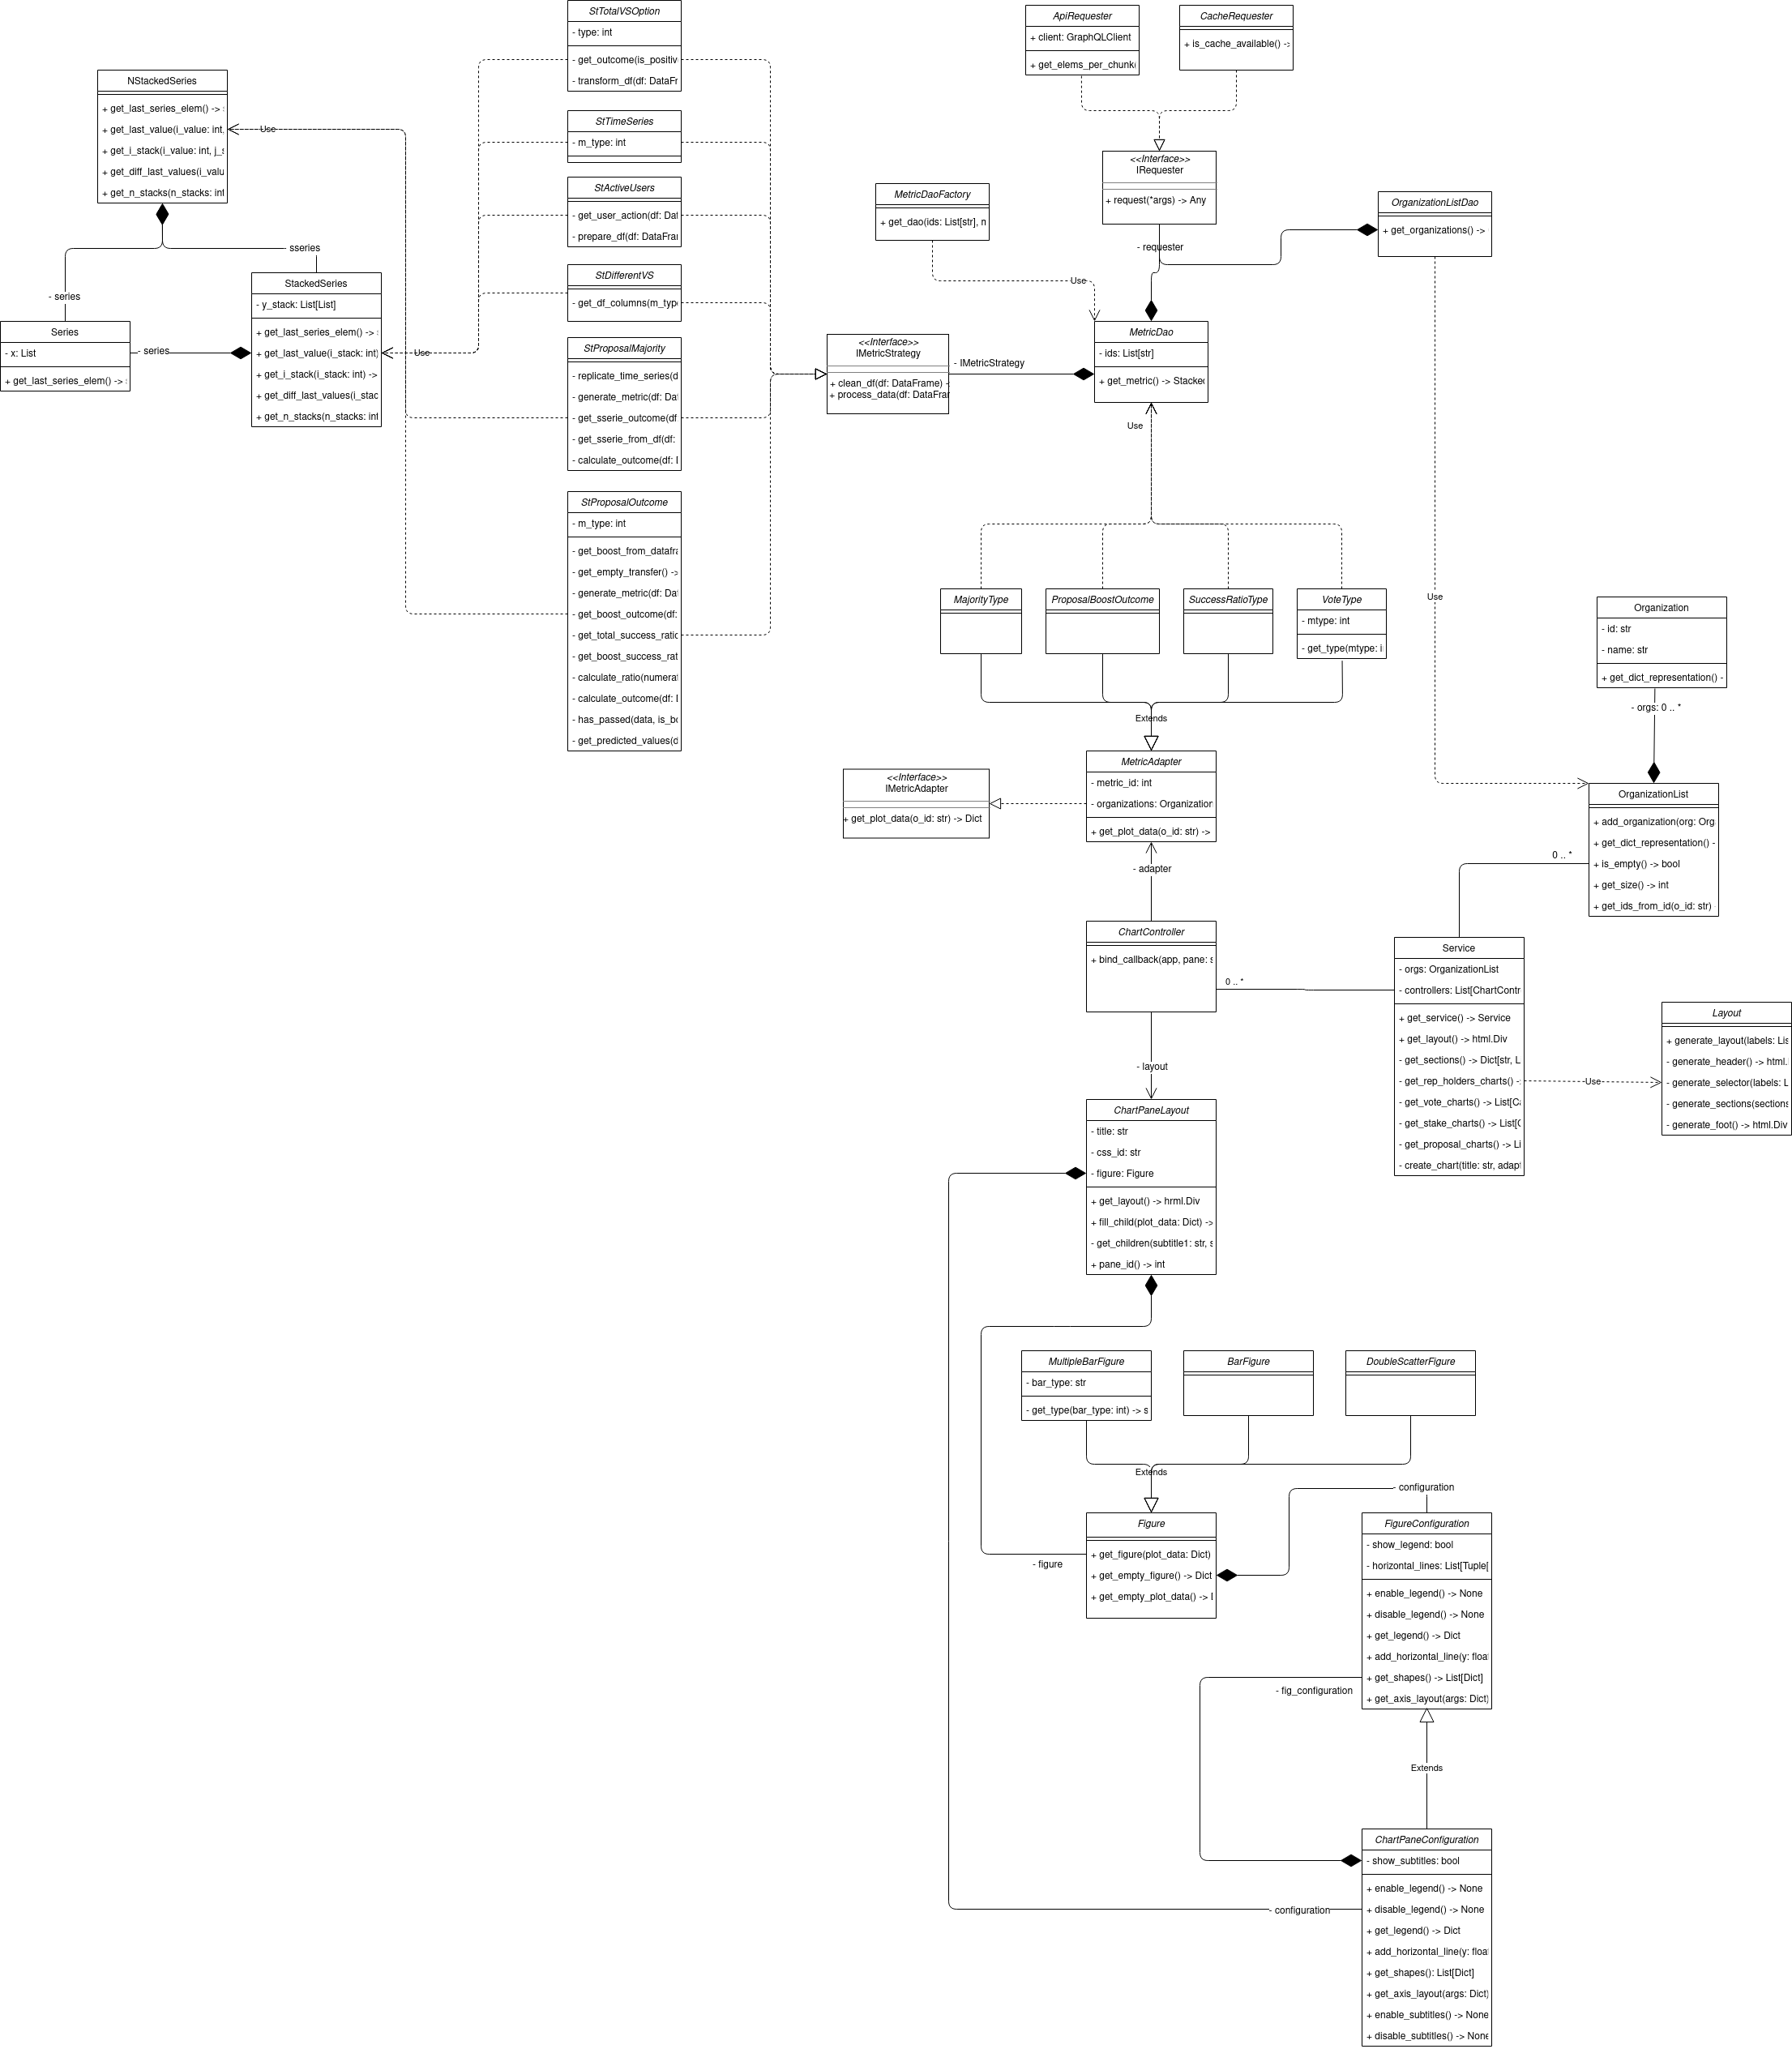 StTotalVSOption
- type: int
- get_outcome(is_positiv
- transform_df(df: DataFr
ApiRequester
+ client: GraphQLClient
+ get_elems_per_chunk(
CacheRequester
+ is_cache_available() -:
NStackedSeries
+ get_last_series_elem() -> :
+ get_last_value(i_value: int,
+ get_i_stack(i_value: int, j_s
+ get_diff_last_values(i_valu
+ get_n_stacks(n_stacks: int
Use
StTimeSeries
- m_type: int
<<Interface>>
IRequester
+ request(*args) -> Any
- requester
StActiveUsers
- get_user_action(df: Dat
- prepare_df(df: DataFrai
MetricDaoFactory
+ get_dao(ids: List[str], n
Use
OrganizationListDao
+ get_organizations() ->
sseries
- series
StackedSeries
- y_stack: List[List]
+ get_last_series_elem() -> :
+ get_last_value(i_stack: int)
+ get_i_stack(i_stack: int) ->
+ get_diff_last_values(i_stac
+ get_n_stacks(n_stacks: int
StDifferentVS
- get_df_columns(m_typ
Series
- x: List
+ get_last_series_elem() -> :
- series
Use
StProposalMajority
- replicate_time_series(d
- generate_metric(df: Da
- get_sserie_outcome(df
- get_sserie_from_df(df:
- calculate_outcome(df: I
<<Interface>>
IMetricStrategy
+ clean_df(df: DataFrame) -
+ process_data(df: DataFrar
- IMetricStrategy
MetricDao
- ids: List[str]
+ get_metric() -> Stacke
Use
StProposalOutcome
- m_type: int
- get_boost_from_datafra
- get_empty_transfer() ->
- generate_metric(df: Da
- get_boost_outcome(df:
- get_total_success_ratio
- get_boost_success_rat
- calculate_ratio(numera
- calculate_outcome(df: I
- has_passed(data, is_bo
- get_predicted_values(d
MajorityType
ProposalBoostOutcome
SuccessRatioType
VoteType
- mtype: int
- get_type(mtype: i
Use
Organization
- id: str
- name: str
+ get_dict_representation() -
- orgs: 0 .. *
Extends
<<Interface>>
IMetricAdapter
+ get_plot_data(o_id: str) -> Dict
MetricAdapter
- metric_id: int
- organizations: Organization
+ get_plot_data(o_id: str) ->
OrganizationList
+ add_organization(org: Org
+ get_dict_representation() -
+ is_empty() -> bool
+ get_size() -> int
+ get_ids_from_id(o_id: str)
0 .. *
- adapter
ChartController
+ bind_callback(app, pane: s
0 .. *
Service
- orgs: OrganizationList
- controllers: List[ChartContr
+ get_service() -> Service
+ get_layout() -> html.Div
- get_sections() -> Dict[str, L
- get_rep_holders_charts() -
- get_vote_charts() -> List[C
- get_stake_charts() -> List[C
- get_proposal_charts() -> Li
- create_chart(title: str, adapt
Use
Layout
+ generate_layout(labels: Lis
- generate_header() -> html.
- generate_selector(labels: L
- generate_sections(sections
- generate_foot() -> html.Div
- layout
ChartPaneLayout
- title: str
- css_id: str
- figure: Figure
+ get_layout() -> hrml.Div
+ fill_child(plot_data: Dict) ->
- get_children(subtitle1: str, s
+ pane_id() -> int
MultipleBarFigure
- bar_type: str
- get_type(bar_type: int) -> s
BarFigure
DoubleScatterFigure
Extends
- configuration
Figure
+ get_figure(plot_data: Dict)
+ get_empty_figure() -> Dict
+ get_empty_plot_data() -> I
- figure
FigureConfiguration
- show_legend: bool
- horizontal_lines: List[Tuple[
+ enable_legend() -> None
+ disable_legend() -> None
+ get_legend() -> Dict
+ add_horizontal_line(y: floa
+ get_shapes() -> List[Dict]
+ get_axis_layout(args: Dict)
- fig_configuration
Extends
ChartPaneConfiguration
- show_subtitles: bool
+ enable_legend() -> None
+ disable_legend() -> None
+ get_legend() -> Dict
+ add_horizontal_line(y: floa
+ get_shapes(): List[Dict]
+ get_axis_layout(args: Dict)
+ enable_subtitles() -> None
+ disable_subtitles() -> None
- configuration